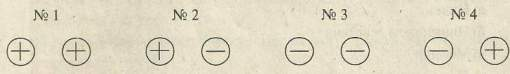 № 1 № 2 № 3 № 4
+ + + − − − − +